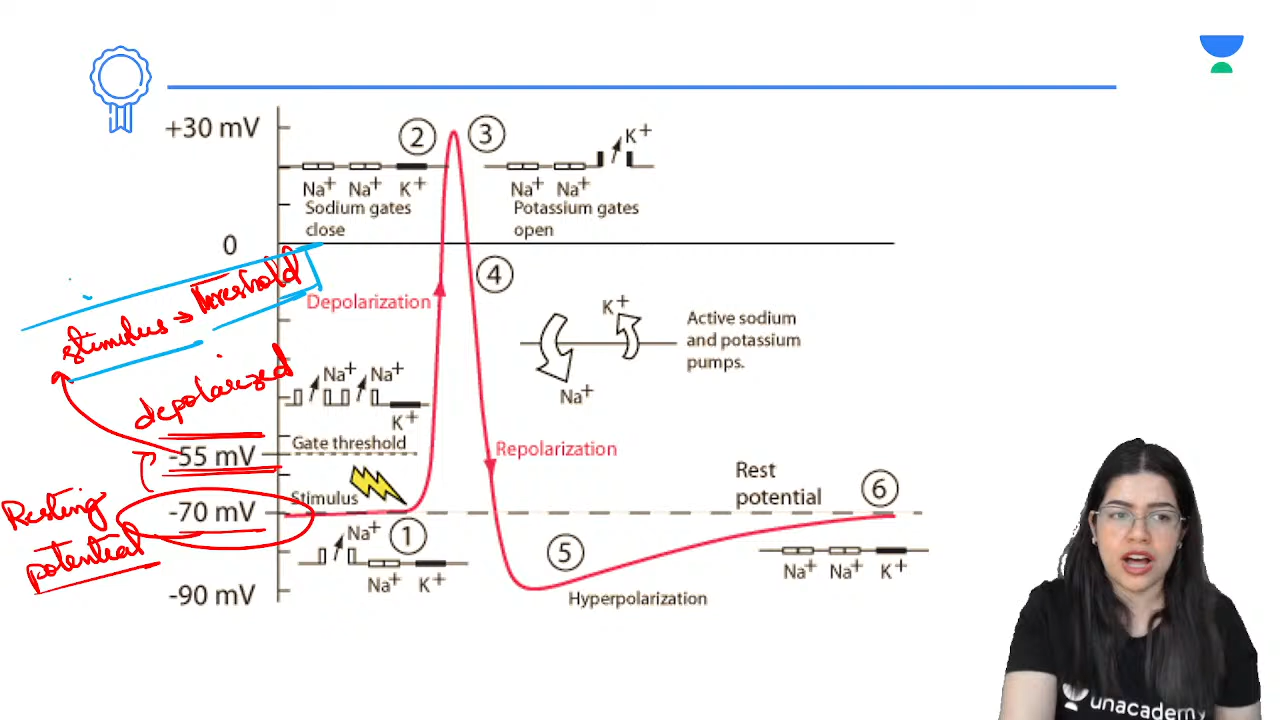 +30 mV
2
3
K+
Na+ Na+ K+
Sodium gates
close
Na+ Na+
Potassium gates
open
0
Threshold
stimulus →
4
Depolarization
K+
Active sodium
and potassium
pumps.
Na+
depolarized
Na+ Na+
K+
Gate threshold
-55 mV
Repolarization
Rest
potential
6
Resting
potential
-70 mV
Stimulus
1
Na+
Na+ K+
5
Na+ Na+ K+
-90 mV
Hyperpolarization
unacademy